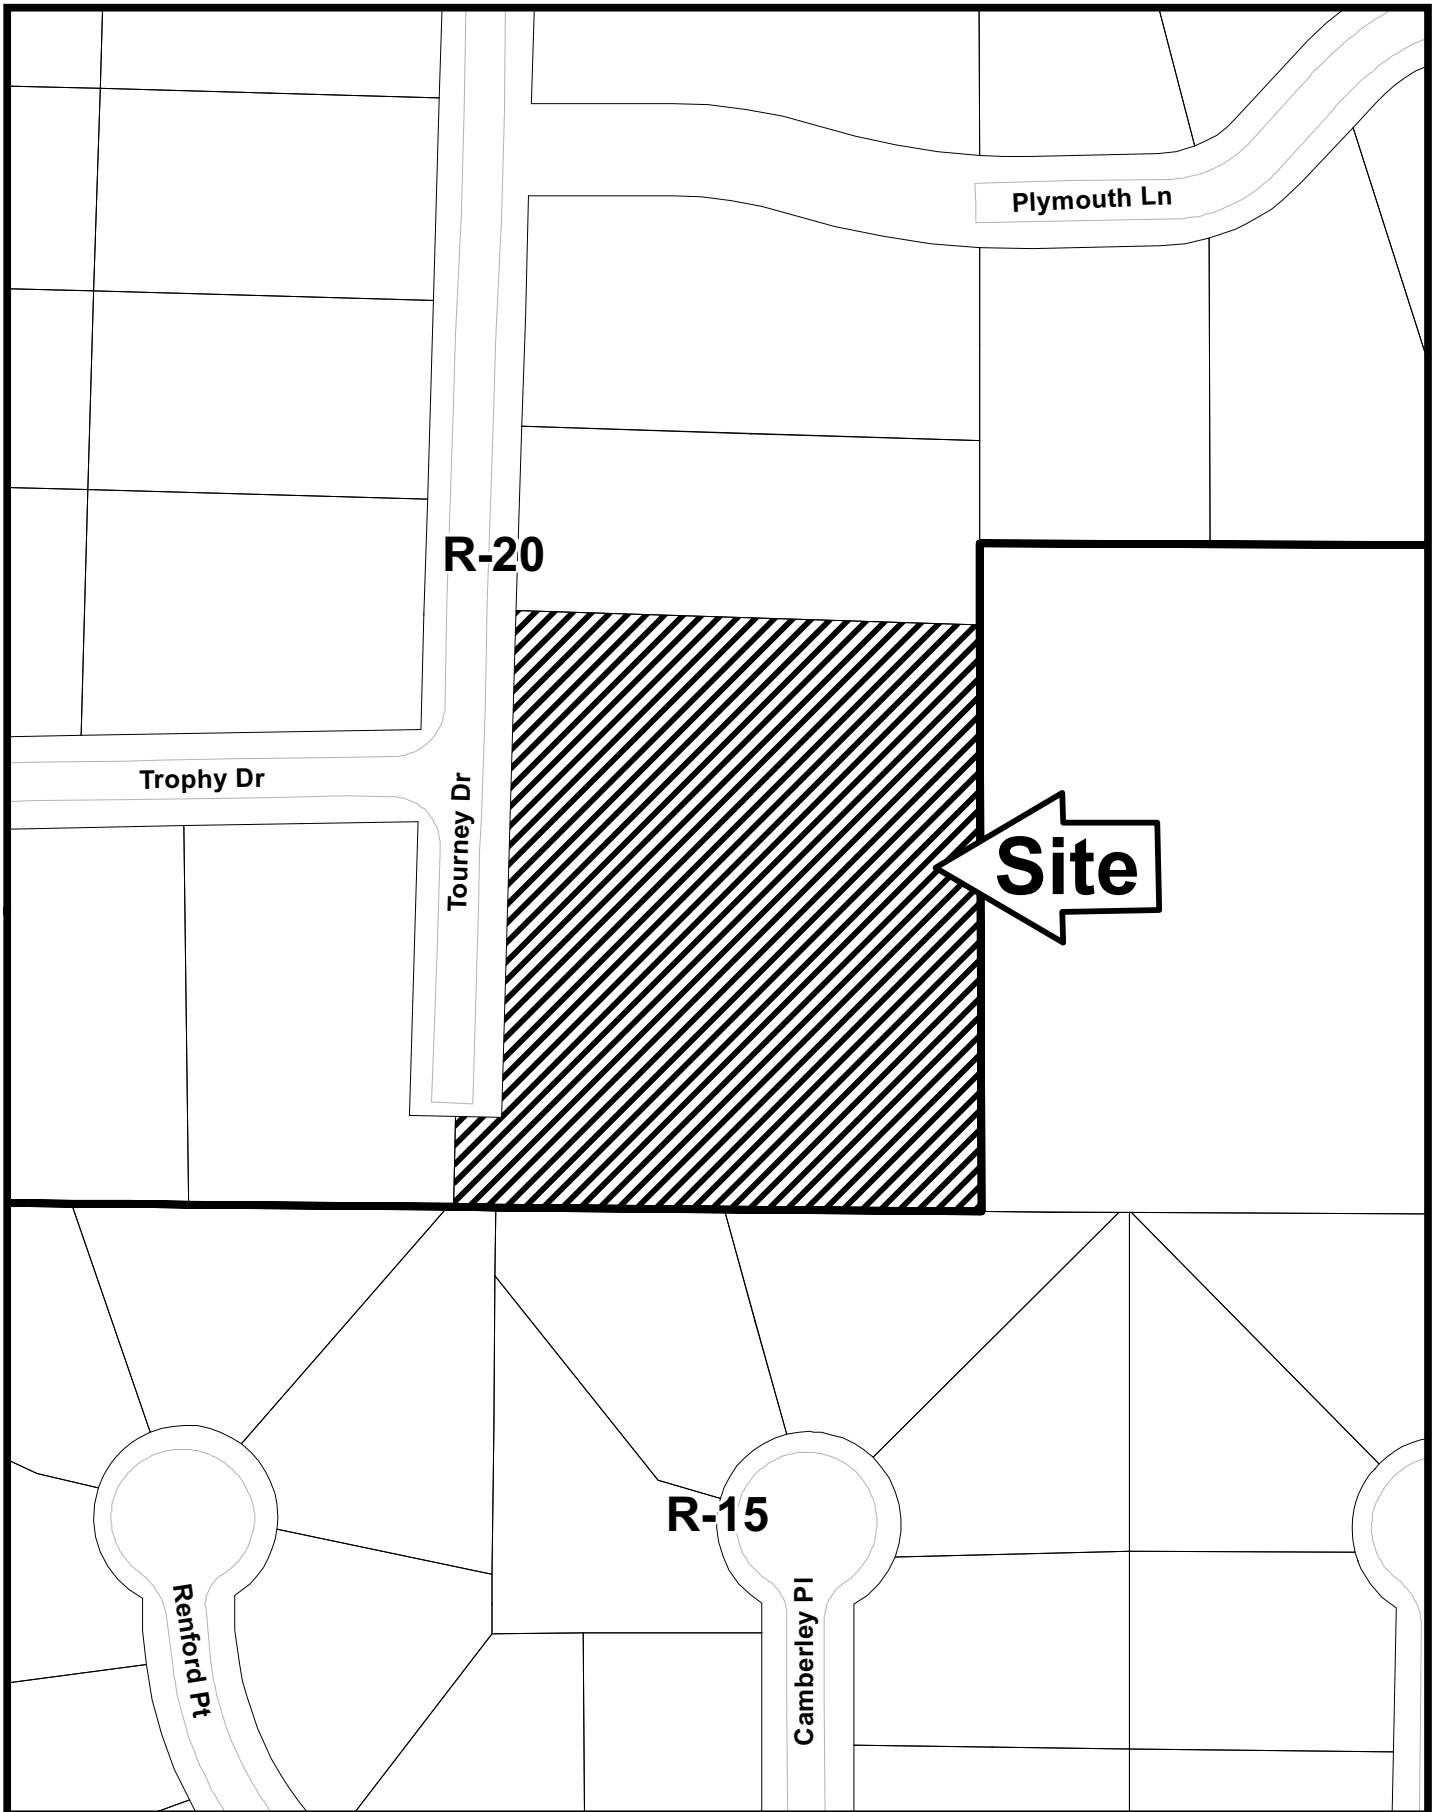 Plymouth Ln
R-20
Trophy Dr
Tourney Dr
Site
R-15
Renford Pt
Camberley Pl